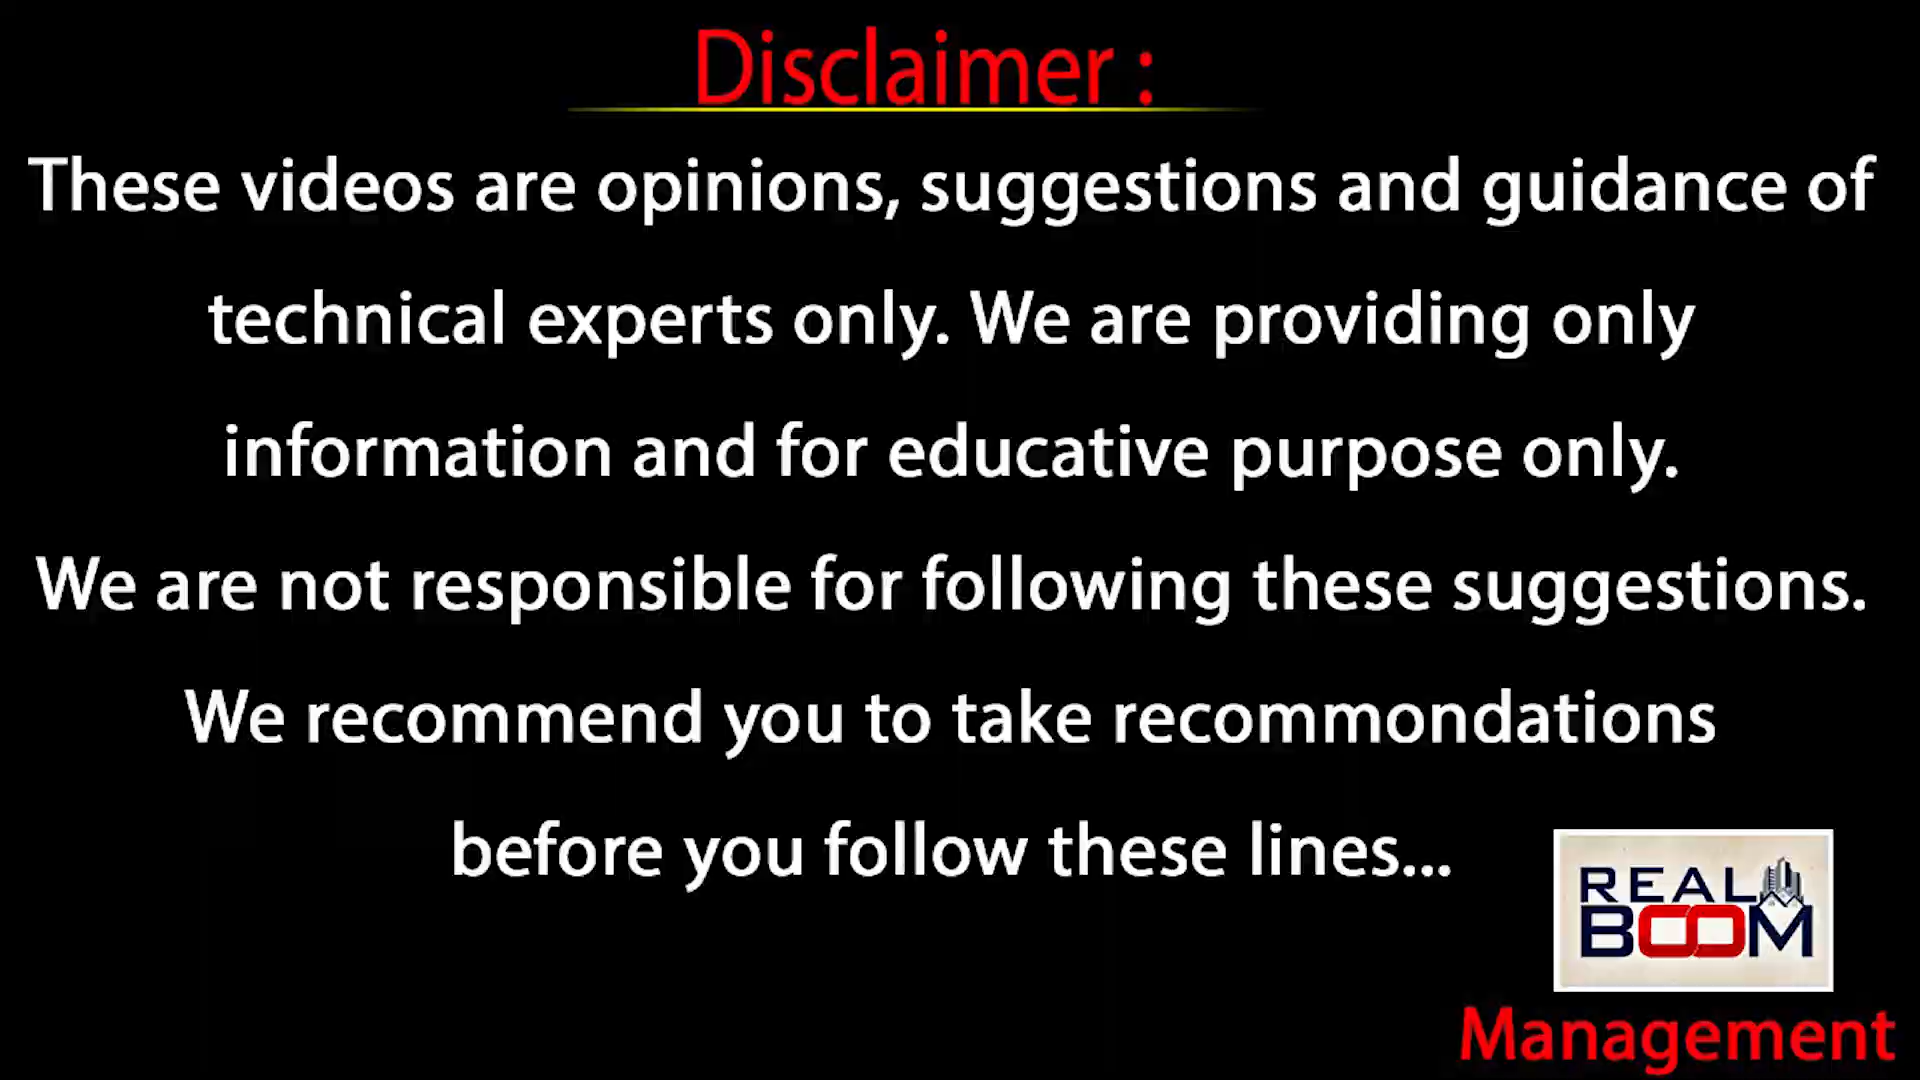 Disclaimer :
These videos are opinions, suggestions and guidance of
technical experts only. We are providing only
information and for educative purpose only.
We are not responsible for following these suggestions.
We recommend you to take recommondations
before you follow these lines...
REAL
BOOM
Management